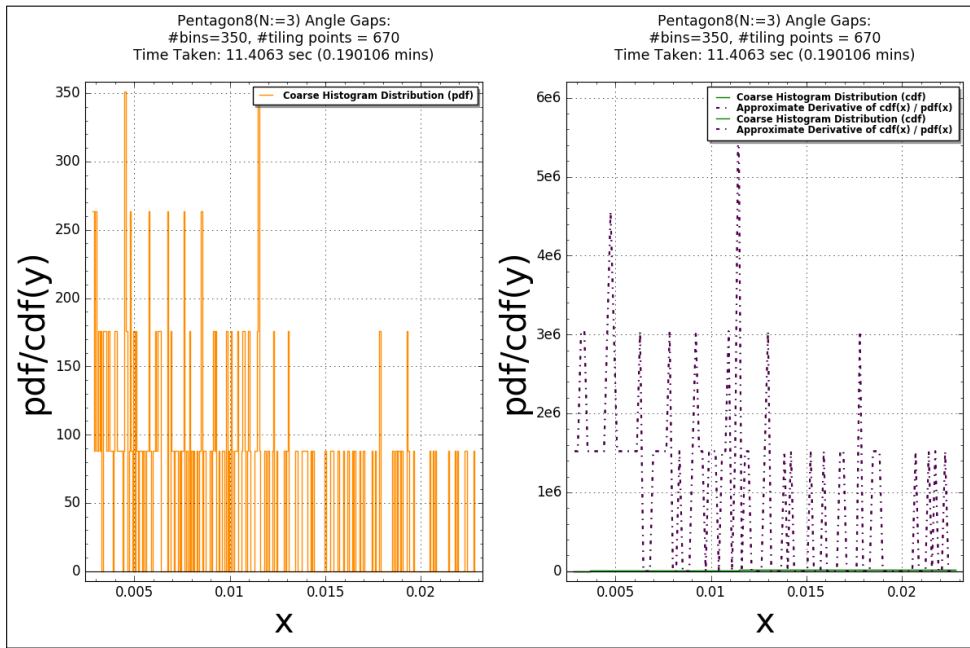 Pentagon8(N:=3) Angle Gaps:
#bins=350, #tiling points = 670
Time Taken: 11.4063 sec (0.190106 mins)
Coarse Histogram Distribution (pdf)
350
300
250
200
150
100
50
0
0.005
0.01
0.015
0.02
pdf/cdf(y)
x
Pentagon8(N:=3) Angle Gaps:
#bins=350, #tiling points = 670
Time Taken: 11.4063 sec (0.190106 mins)
Coarse Histogram Distribution (cdf)
Approximate Derivative of cdf(x) / pdf(x)
Coarse Histogram Distribution (cdf)
Approximate Derivative of cdf(x) / pdf(x)
6e6
5e6
4e6
3e6
2e6
1e6
0
0.005
0.01
0.015
0.02
pdf/cdf(y)
x